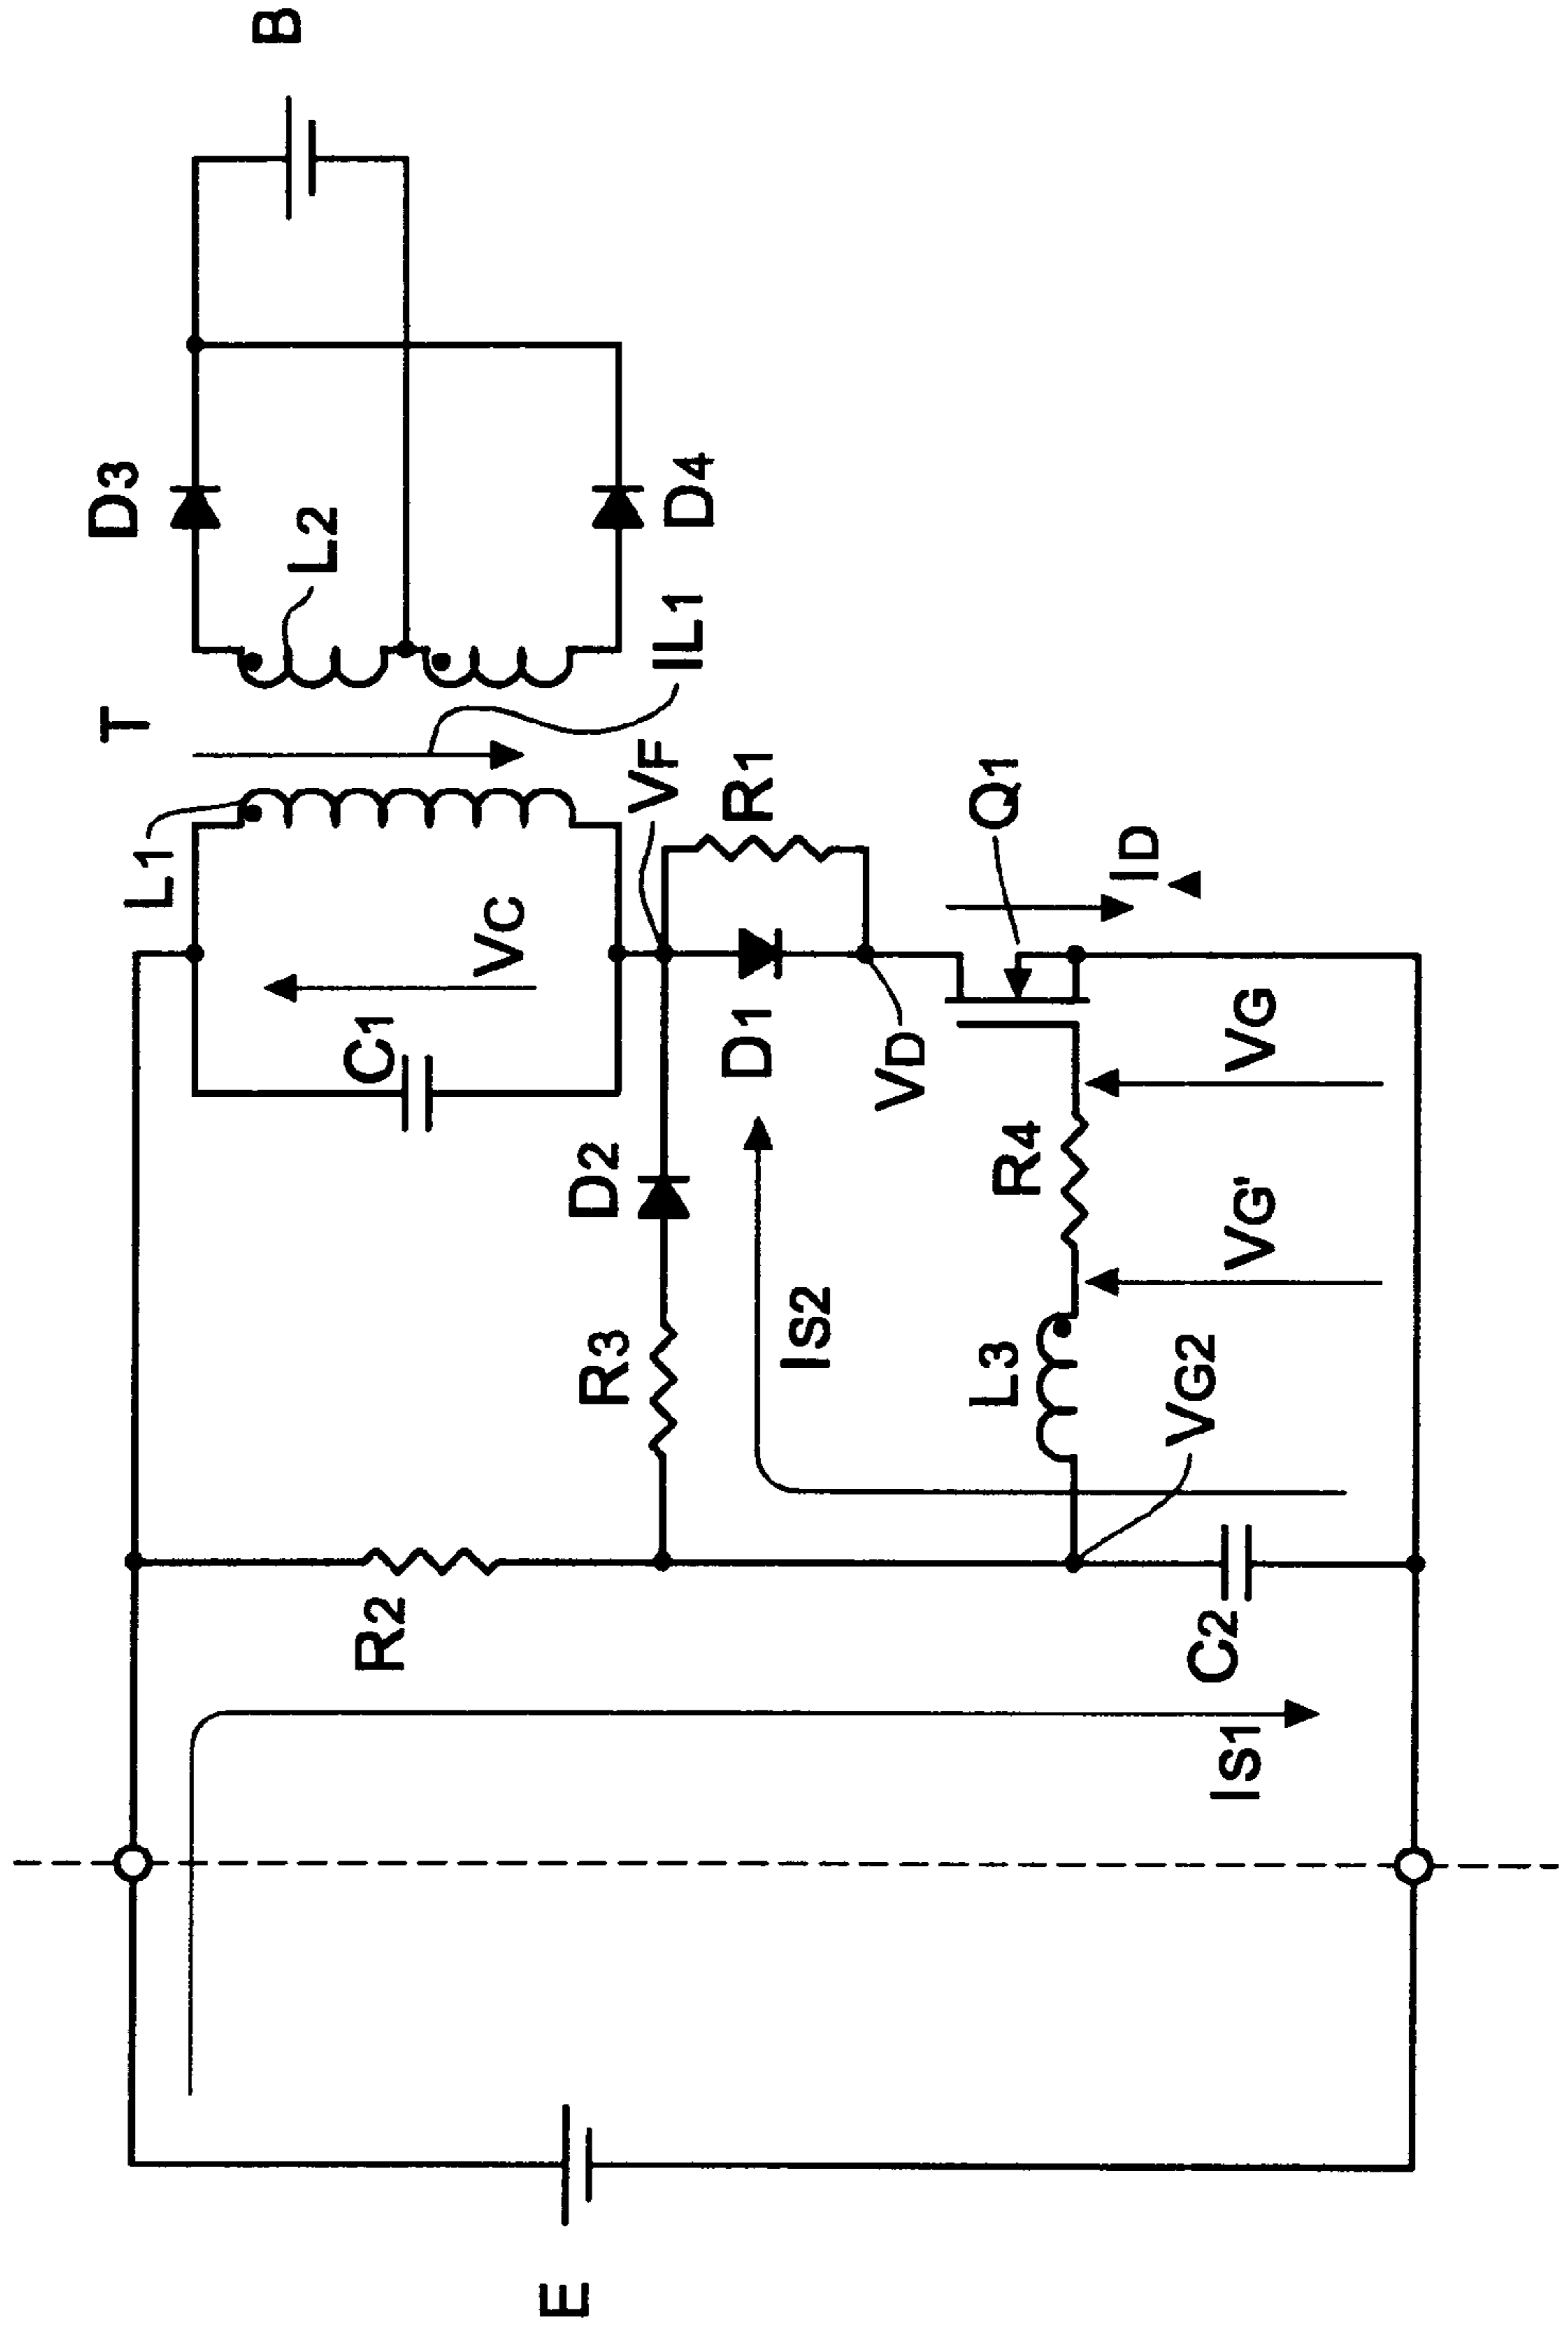 E
IS1
R2
C2
VG2
R3
IS2
L3
VG'
D2
R4
VG
C1
D1
VD
VC
L1
ID
Q1
R1
VF
T
IL1
L2
D3
D4
B